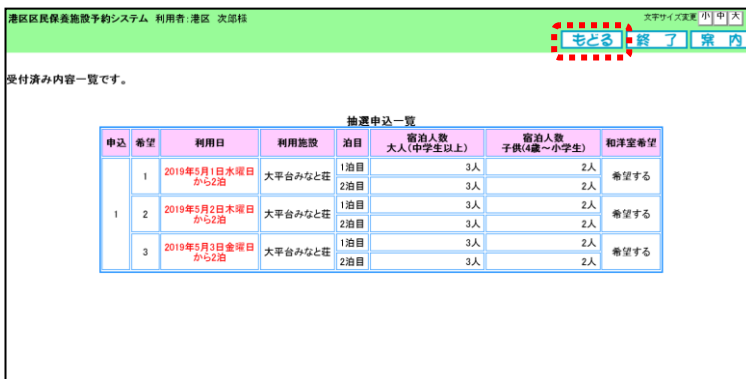 港区区民保養施設予約システム 利用者:港区 次郎様
文字サイズ変更 小 中 大
もどる 終 了 案 内
受付済み内容一覧です。
抽選申込一覧
申込 希望 利用日 利用施設 泊目 宿泊人数 宿泊人数 和洋室希望
大人(中学生以上) 子供(4歳～小学生)
1
1 2019年5月1日水曜日 大平台みなと荘 1泊目 3人 2人 希望する
から2泊 2泊目 3人 2人
2 2019年5月2日木曜日 大平台みなと荘 1泊目 3人 2人 希望する
から2泊 2泊目 3人 2人
3 2019年5月3日金曜日 大平台みなと荘 1泊目 3人 2人 希望する
から2泊 2泊目 3人 2人